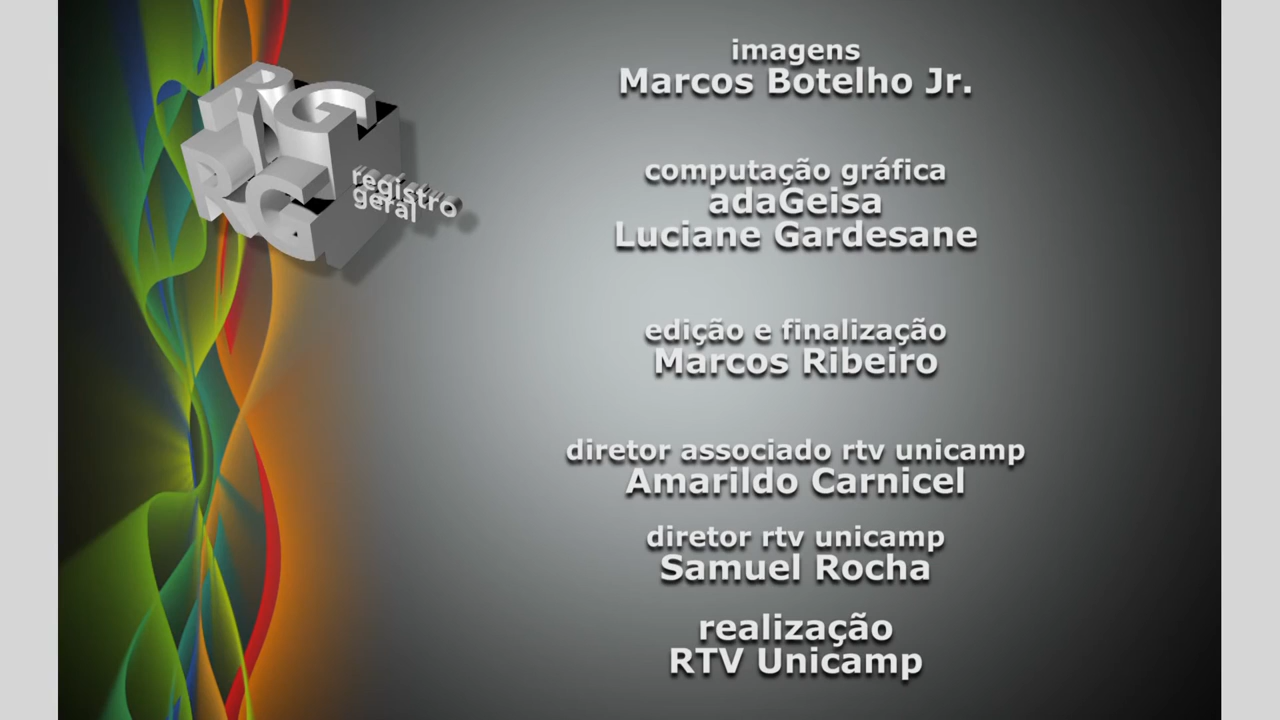 RG
RG
registro
geral
imagens
Marcos Botelho Jr.
computação gráfica
adaGeisa
Luciane Gardesane
edição e finalização
Marcos Ribeiro
diretor associado rtv unicamp
Amarildo Carnicel
diretor rtv unicamp
Samuel Rocha
realização
RTV Unicamp